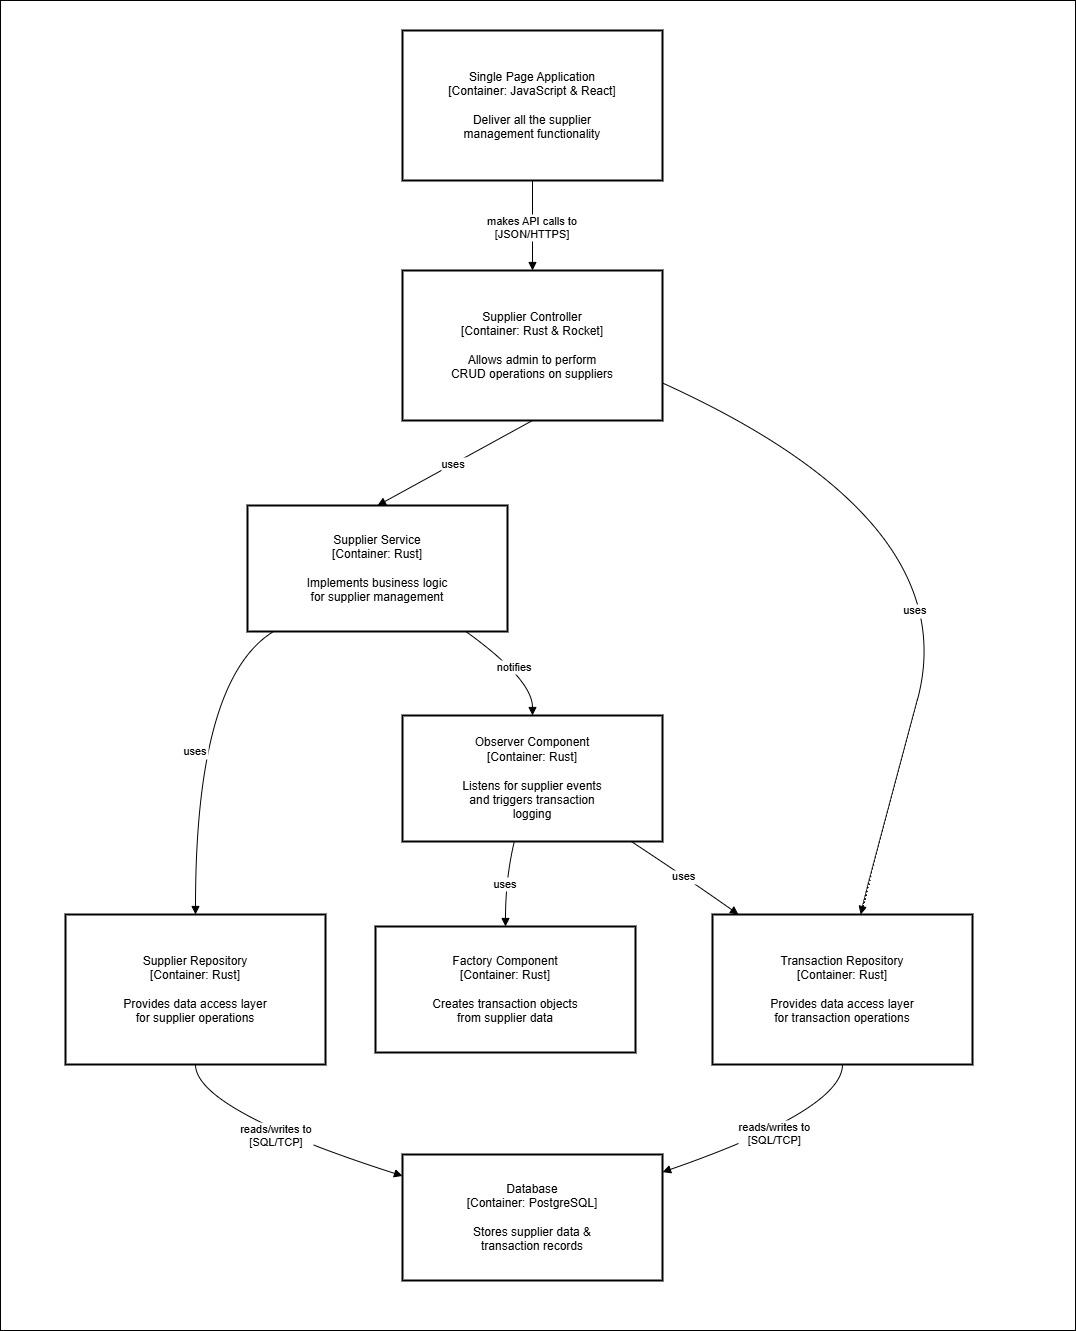 Single Page Application
[Container: JavaScript & React]
Deliver all the supplier
management functionality
makes API calls to
[JSON/HTTPS]
Supplier Controller
[Container: Rust & Rocket]
Allows admin to perform
CRUD operations on suppliers
uses
Supplier Service
[Container: Rust]
Implements business logic
for supplier management
uses
notifies
Observer Component
[Container: Rust]
Listens for supplier events
and triggers transaction
logging
uses
uses
uses
Supplier Repository
[Container: Rust]
Provides data access layer
for supplier operations
Factory Component
[Container: Rust]
Creates transaction objects
from supplier data
Transaction Repository
[Container: Rust]
Provides data access layer
for transaction operations
reads/writes to
[SQL/TCP]
reads/writes to
[SQL/TCP]
Database
[Container: PostgreSQL]
Stores supplier data &
transaction records